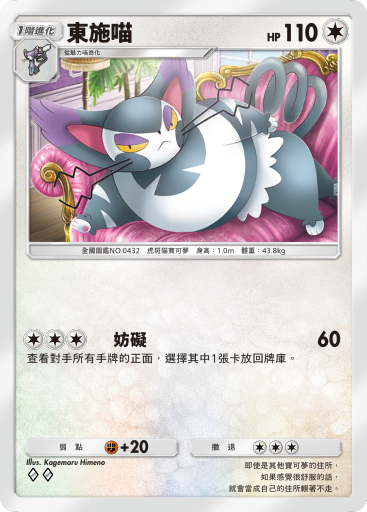 1階進化
東施喵
HP 110
從魅力喵進化
全國圖鑑NO.0432 虎斑貓寶可夢 身高：1.0m 體重：43.8kg
妨礙 60
查看對手所有手牌的正面，選擇其中1張卡放回牌庫。
弱點 +20 撤退
Illus. Kagemaru Himeno
即使是其他寶可夢的住所，
如果感覺很舒服的話，
就會當成自己的住所賴著不走。